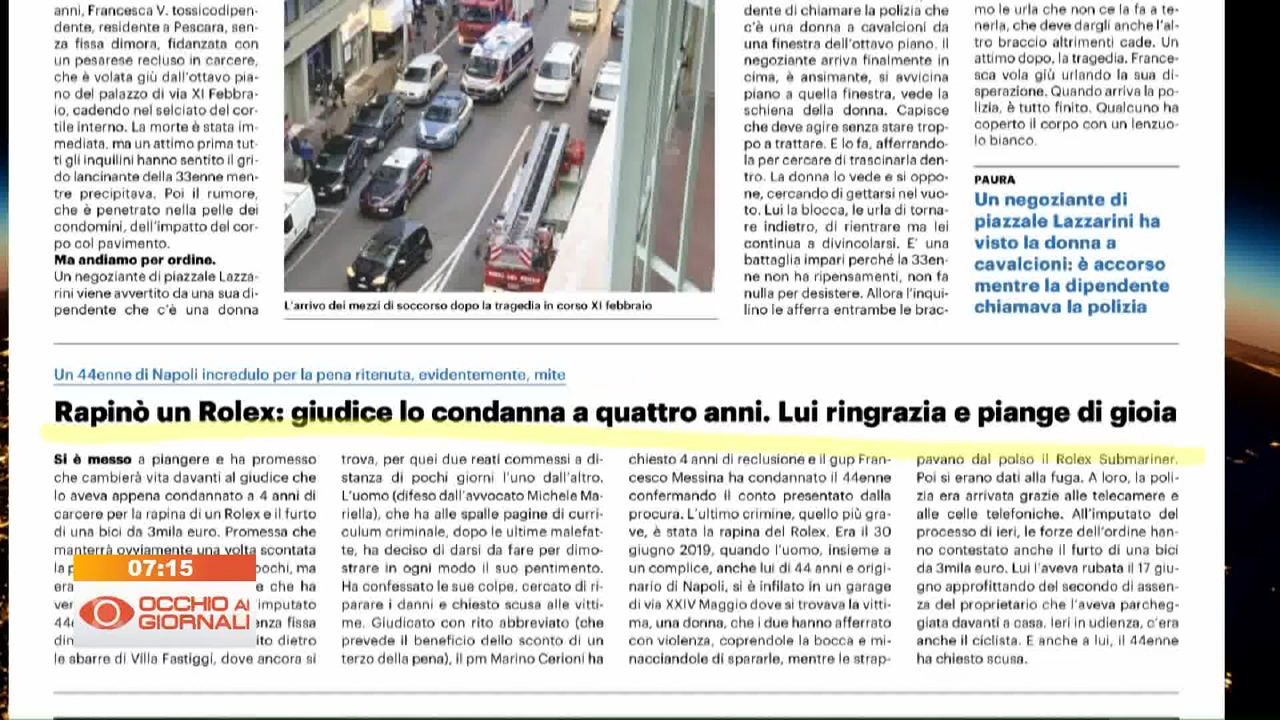 anni, Francesca V. tossicodipen-
dente, residente a Pescara, sen-
za fissa dimora, fidanzata con
un pesarese recluso in carcere,
che è volata giù dall'ottavo pia-
no del palazzo di via XI Febbra-
io, cadendo nel selciato del cor-
tile interno. La morte è stata im-
mediata, ma un attimo prima tut-
ti gli inquilini hanno sentito il gri-
do lancinante della 33enne men-
tre precipitava. Poi il rumore,
che è penetrato nella pelle dei
condomini, dell'impatto del cor-
po col pavimento.
Ma andiamo per ordine.
Un negoziante di piazzale Lazza-
rini viene avvertito da una sua di-
pendente che c'è una donna
L'arrivo dei mezzi di soccorso dopo la tragedia in corso XI febbraio
dente di chiamare la polizia che
c'è una donna a cavalcioni da
una finestra dell'ottavo piano. Il
negoziante arriva finalmente in
cima, è ansimante, si avvicina
piano a quella finestra, vede la
schiena della donna. Capisce
che deve agire senza stare trop-
po a trattare. E lo fa, afferrando-
la per cercare di trascinarla den-
tro. La donna lo vede e si oppo-
ne, cercando di gettarsi nel vuo-
to. Lui la blocca, le urla di torna-
re indietro, di rientrare ma lei
continua a divincolarsi. E' una
battaglia impari perché la 33en-
ne non ha ripensamenti, non fa
nulla per desistere. Allora l'inqui-
lino le afferra entrambe le brac-
mo le urla che non ce la fa a te-
nerla, che deve dargli anche l'al-
tro braccio altrimenti cade. Un
attimo dopo, la tragedia. France-
sca vola giù urlando la sua di-
sperazione. Quando arriva la po-
lizia, è tutto finito. Qualcuno ha
coperto il corpo con un lenzuo-
lo bianco.
PAURA
Un negoziante di
piazzale Lazzarini ha
visto la donna a
cavalcioni: è accorso
mentre la dipendente
chiamava la polizia
Un 44enne di Napoli incredulo per la pena ritenuta, evidentemente, mite
Rapinò un Rolex: giudice lo condanna a quattro anni. Lui ringrazia e piange di gioia
Si è messo a piangere e ha promesso
che cambierà vita davanti al giudice che
lo aveva appena condannato a 4 anni di
carcere per la rapina di un Rolex e il furto
di una bici da 3mila euro. Promessa che
manterrà ovviamente una volta scontata
la p ochi, ma
era e che ha
ver imputato
44 enza fissa
din ito dietro
le sbarre di Villa Fastiggi, dove ancora si
trova, per quei due reati commessi a di-
stanza di pochi giorni l'uno dall'altro.
L'uomo (difeso dall'avvocato Michele Ma-
riella), che ha alle spalle pagine di curri-
culum criminale, dopo le ultime malefat-
te, ha deciso di darsi da fare per dimo-
strare in ogni modo il suo pentimento.
Ha confessato le sue colpe, cercato di ri-
parare i danni e chiesto scusa alle vitti-
me. Giudicato con rito abbreviato (che
prevede il beneficio dello sconto di un
terzo della pena), il pm Marino Cerioni ha
chiesto 4 anni di reclusione e il gup Fran-
cesco Messina ha condannato il 44enne
confermando il conto presentato dalla
procura. L'ultimo crimine, quello più gra-
ve, è stata la rapina del Rolex. Era il 30
giugno 2019, quando l'uomo, insieme a
un complice, anche lui di 44 anni e origi-
nario di Napoli, si è infilato in un garage
di via XXIV Maggio dove si trovava la vitti-
ma, una donna, che i due hanno afferrato
con violenza, coprendole la bocca e mi-
nacciandole di spararle, mentre le strap-
pavano dal polso il Rolex Submariner.
Poi si erano dati alla fuga. A loro, la poli-
zia era arrivata grazie alle telecamere e
alle celle telefoniche. All'imputato del
processo di ieri, le forze dell'ordine han-
no contestato anche il furto di una bici
da 3mila euro. Lui l'aveva rubata il 17 giu-
gno approfittando del secondo di assen-
za del proprietario che l'aveva parcheg-
giata davanti a casa. Ieri in udienza, c'era
anche il ciclista. E anche a lui, il 44enne
ha chiesto scusa.
07:15
OCCHIO AI
GIORNALI